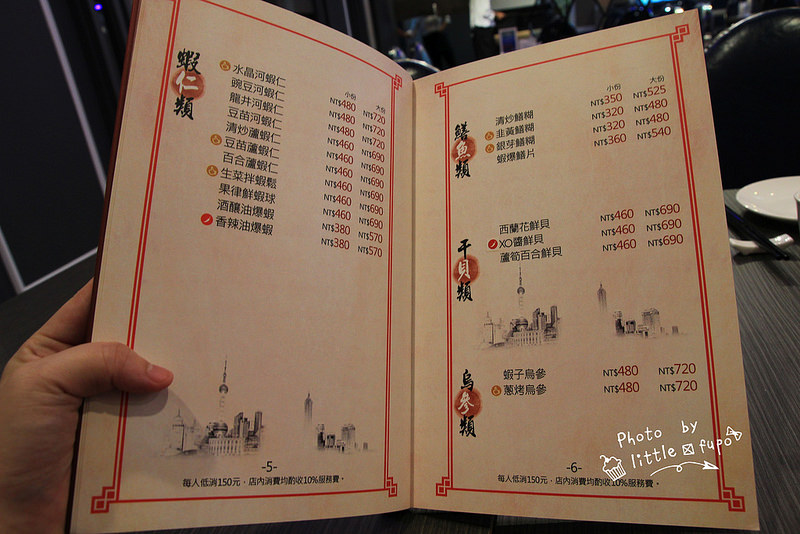 蝦仁類
小份 大份
水晶河蝦仁 NT$480 NT$720
豌豆河蝦仁 NT$480 NT$720
龍井河蝦仁 NT$480 NT$720
豆苗河蝦仁 NT$460 NT$690
清炒蘆蝦仁 NT$460 NT$690
豆苗蘆蝦仁 NT$460 NT$690
百合蘆蝦仁 NT$460 NT$690
生菜拌蝦鬆 NT$460 NT$690
果律鮮蝦球 NT$460 NT$690
酒釀油爆蝦 NT$380 NT$570
香辣油爆蝦 NT$380 NT$570
-5-
每人低消150元，店內消費均酌收10%服務費。
鱔魚類
小份 大份
清炒鱔糊 NT$350 NT$525
韭黃鱔糊 NT$320 NT$480
銀芽鱔糊 NT$320 NT$480
蝦爆鱔片 NT$360 NT$540
干貝類
西蘭花鮮貝 NT$460 NT$690
XO醬鮮貝 NT$460 NT$690
蘆筍百合鮮貝 NT$460 NT$690
烏參類
蝦子烏參 NT$480 NT$720
蔥烤烏參 NT$480 NT$720
-6-
每人低消150元，店內消費均酌收10%服務費。
Photo by
little fupo